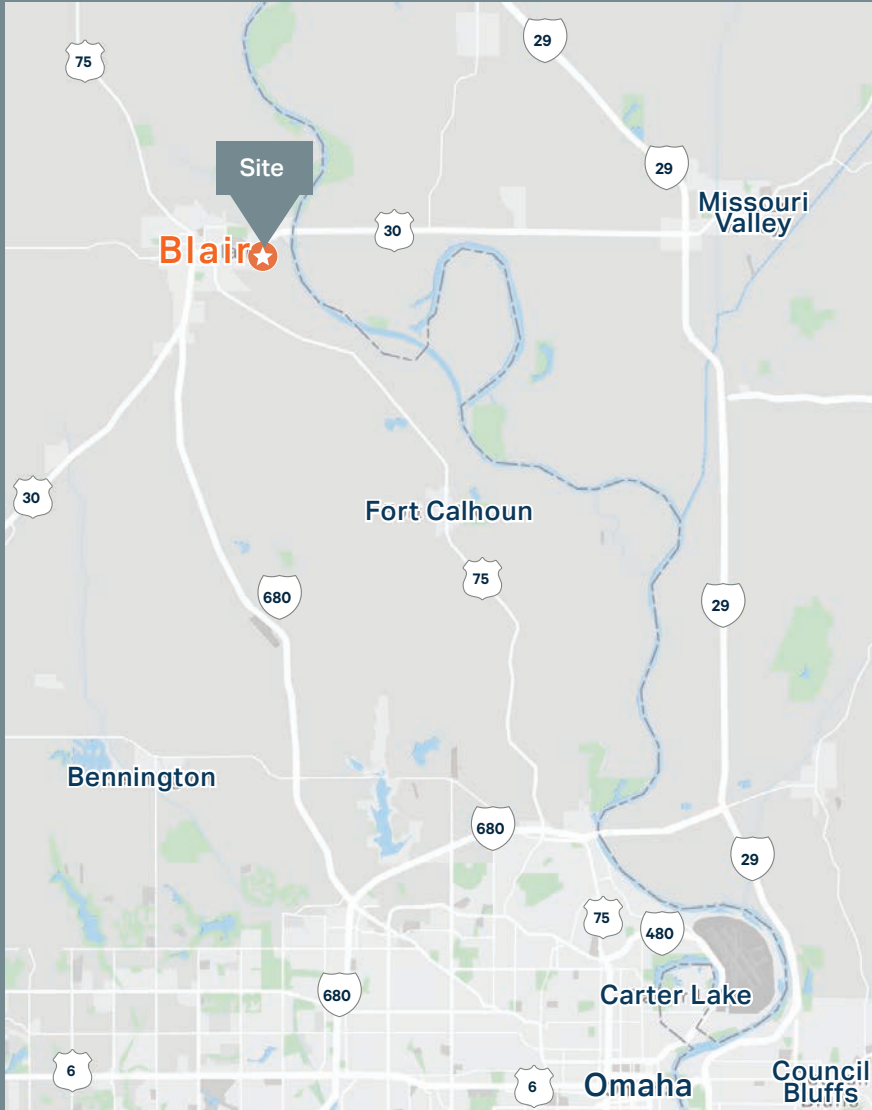 75
29
Site
29
Missouri
Valley
30
Blair
30
Fort Calhoun
75
680
29
Bennington
680
29
75
480
680
Carter Lake
6
6
Omaha
Council
Bluffs